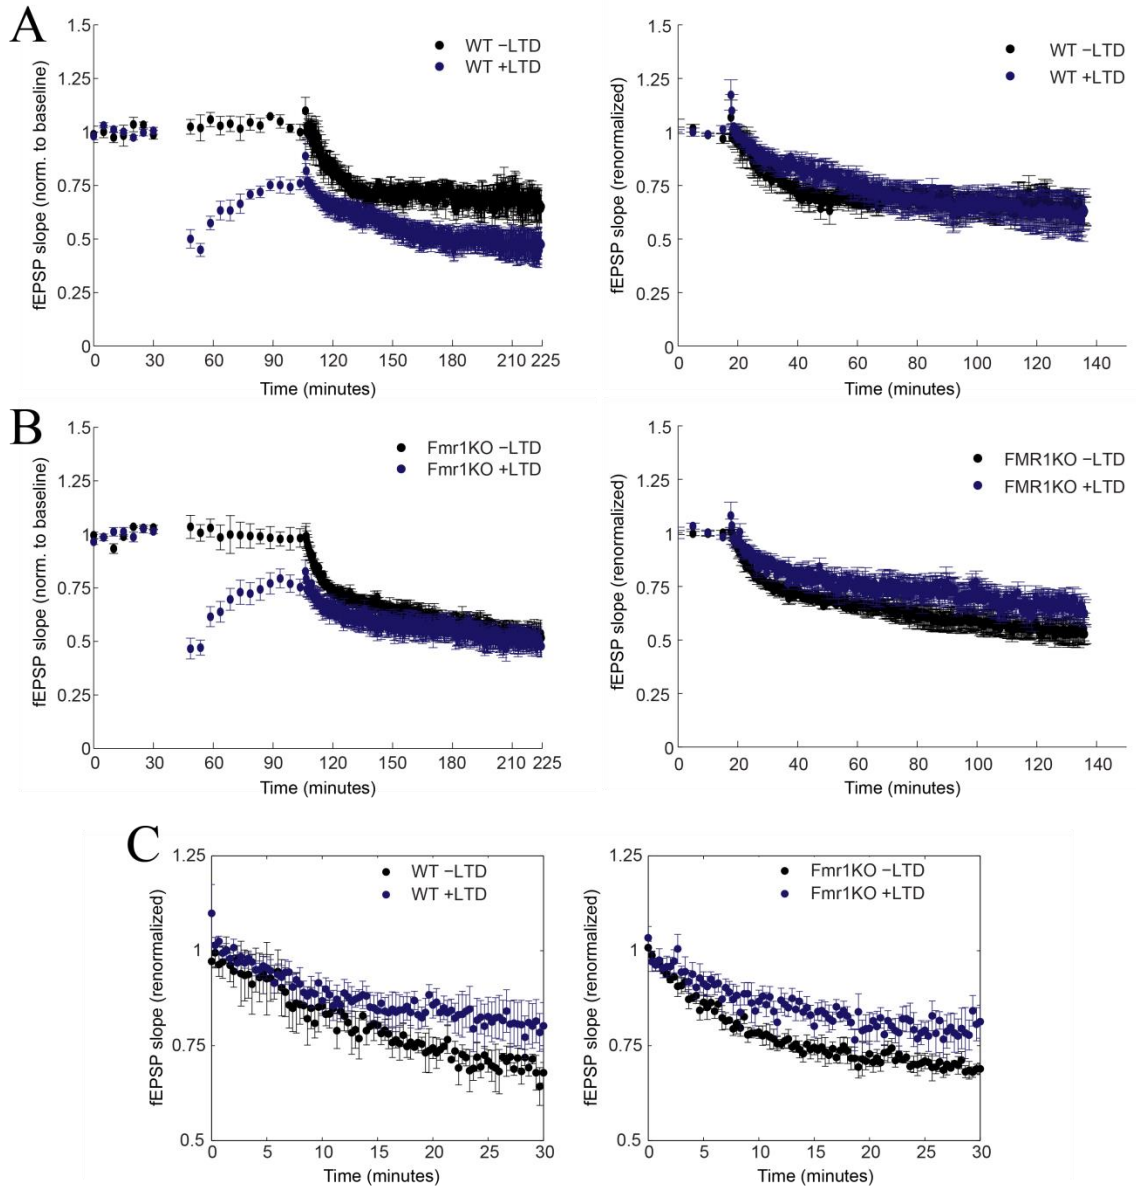 A
1.5
1.25
1
0.75
0.5
0.25
0
fEPSP slope (norm. to baseline)
WT −LTD
WT +LTD
0 30 60 90 120 150 180 210 225
Time (minutes)
1.5
1.25
1
0.75
0.5
0.25
0
fEPSP slope (renormalized)
WT −LTD
WT +LTD
0 20 40 60 80 100 120 140
Time (minutes)
B
1.5
1.25
1
0.75
0.5
0.25
0
fEPSP slope (norm. to baseline)
Fmr1KO −LTD
Fmr1KO +LTD
0 30 60 90 120 150 180 210 225
Time (minutes)
1.5
1.25
1
0.75
0.5
0.25
0
fEPSP slope (renormalized)
FMR1KO −LTD
FMR1KO +LTD
0 20 40 60 80 100 120 140
Time (minutes)
C
1.25
1
0.75
0.5
fEPSP slope (renormalized)
WT −LTD
WT +LTD
0 5 10 15 20 25 30
Time (minutes)
1.25
1
0.75
0.5
fEPSP slope (renormalized)
Fmr1KO −LTD
Fmr1KO +LTD
0 5 10 15 20 25 30
Time (minutes)